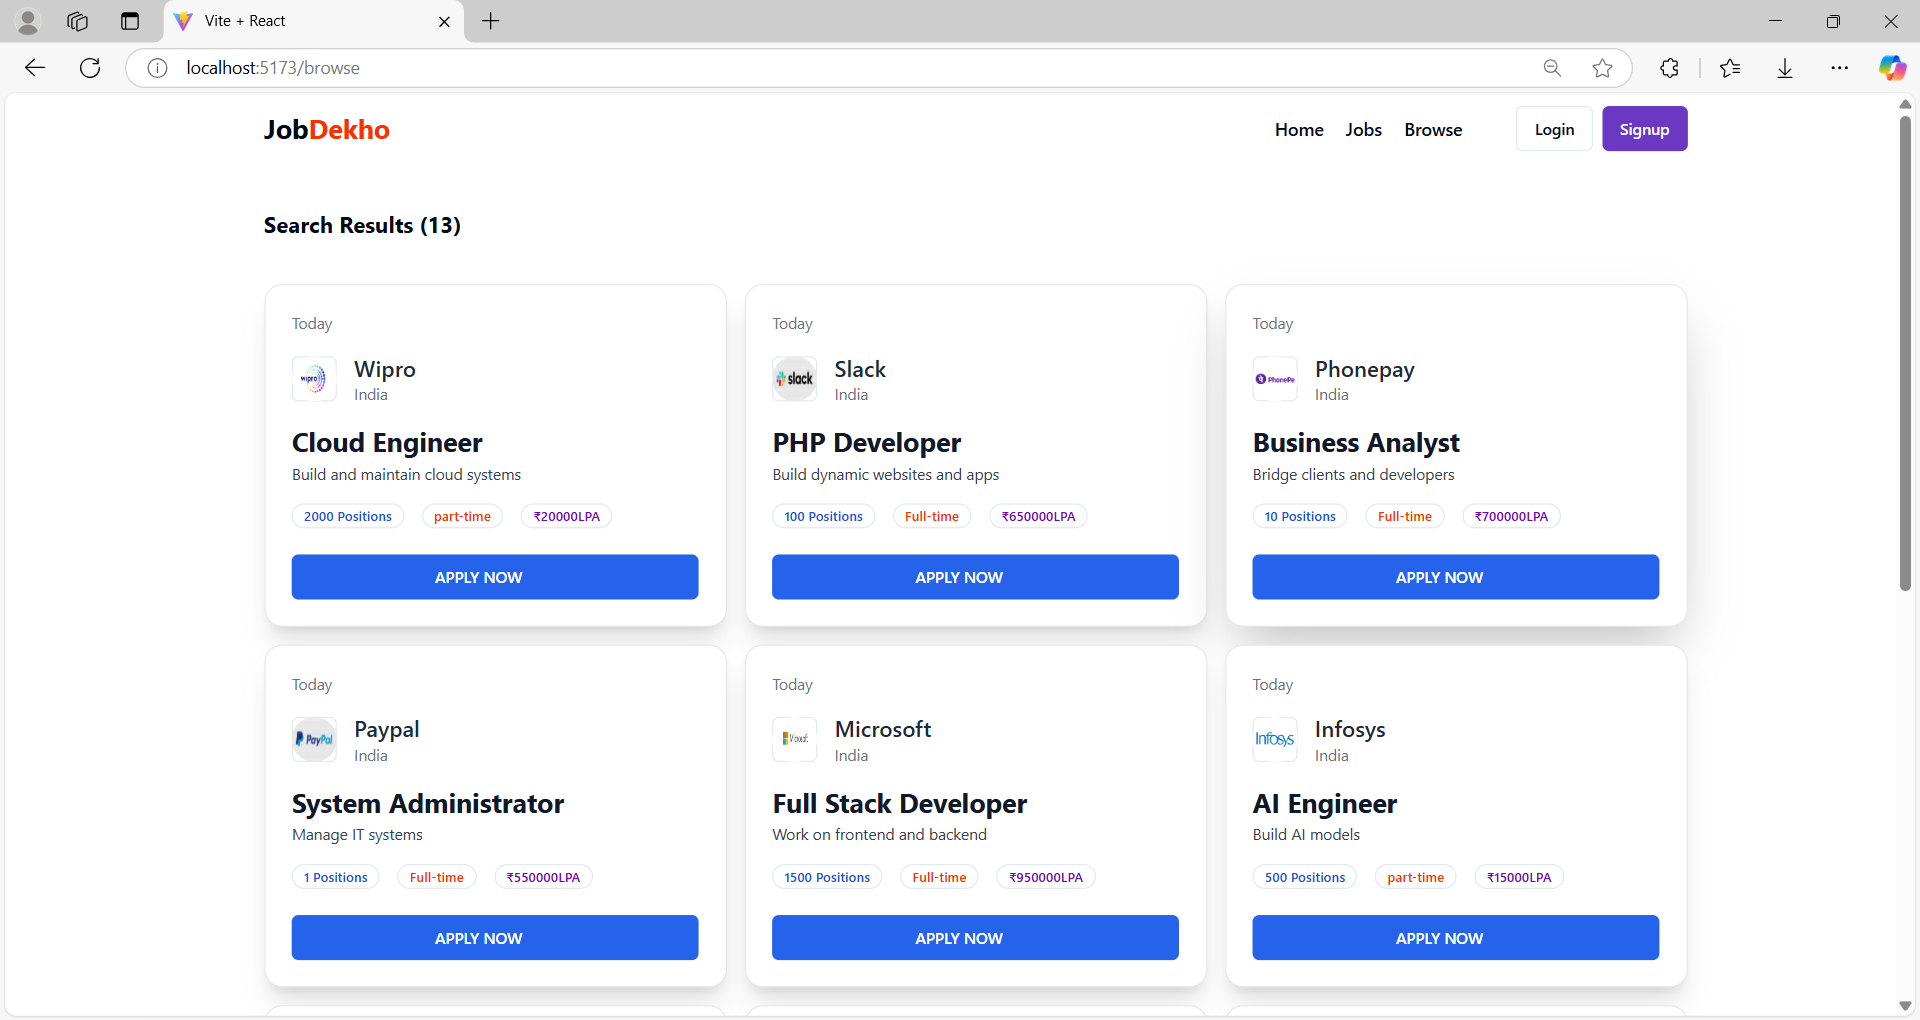 Vite + React
localhost:5173/browse
JobDekho
Home Jobs Browse Login Signup
Search Results (13)
Today
wipro
Wipro
India
Cloud Engineer
Build and maintain cloud systems
2000 Positions part-time ₹20000LPA
APPLY NOW
Today
slack
Slack
India
PHP Developer
Build dynamic websites and apps
100 Positions Full-time ₹650000LPA
APPLY NOW
Today
PhonePe
Phonepay
India
Business Analyst
Bridge clients and developers
10 Positions Full-time ₹700000LPA
APPLY NOW
Today
PayPal
Paypal
India
System Administrator
Manage IT systems
1 Positions Full-time ₹550000LPA
APPLY NOW
Today
Microsoft
Microsoft
India
Full Stack Developer
Work on frontend and backend
1500 Positions Full-time ₹950000LPA
APPLY NOW
Today
Infosys
Infosys
India
AI Engineer
Build AI models
500 Positions part-time ₹15000LPA
APPLY NOW